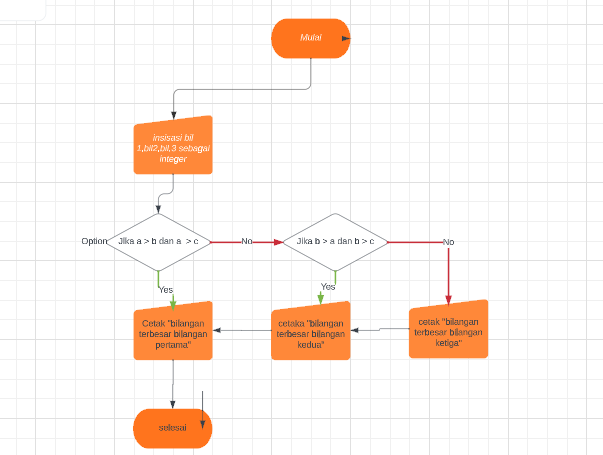 Mulai
insisasi bil
1,bil2,bil,3 sebagai
integer
Option
Jika a > b dan a  > c
No
Jika b > a dan b > c
No
Yes
Yes
Cetak "bilangan
terbesar bilangan
pertama"
cetaka "bilangan
terbesar bilangan
kedua"
cetak "bilangan
terbesar bilangan
ketiga"
selesai